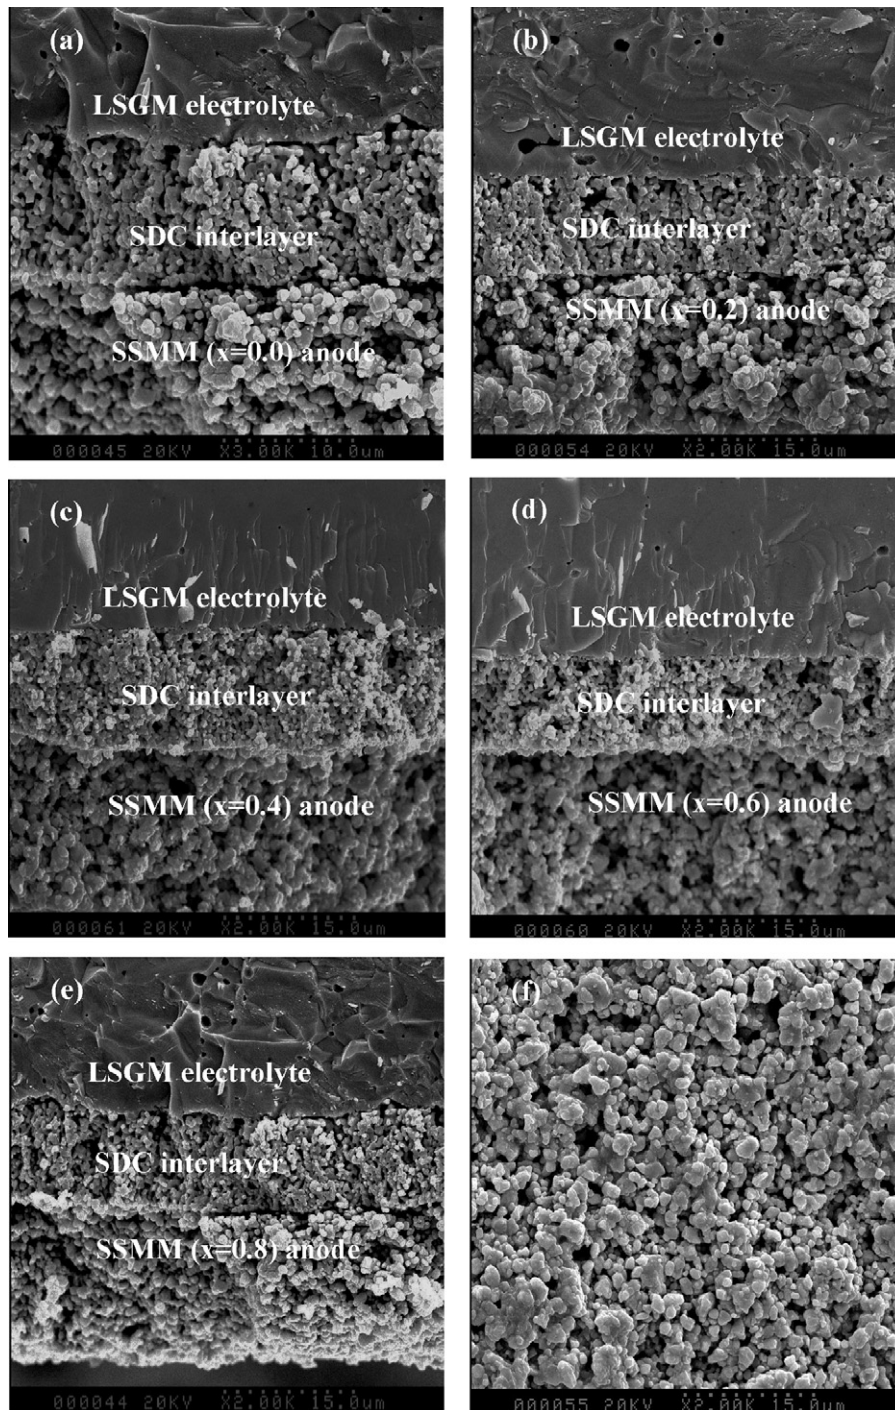 (a)
LSGM electrolyte
SDC interlayer
SSMM (x=0.0) anode
000045 20KV X3.00K 10.0um
(b)
LSGM electrolyte
SDC interlayer
SSMM (x=0.2) anode
000054 20KV X2.00K 15.0um
(c)
LSGM electrolyte
SDC interlayer
SSMM (x=0.4) anode
000061 20KV X2.00K 15.0um
(d)
LSGM electrolyte
SDC interlayer
SSMM (x=0.6) anode
000060 20KV X2.00K 15.0um
(e)
LSGM electrolyte
SDC interlayer
SSMM (x=0.8) anode
000044 20KV X2.00K 15.0um
(f)
000055 20KV X2.00K 15.0um